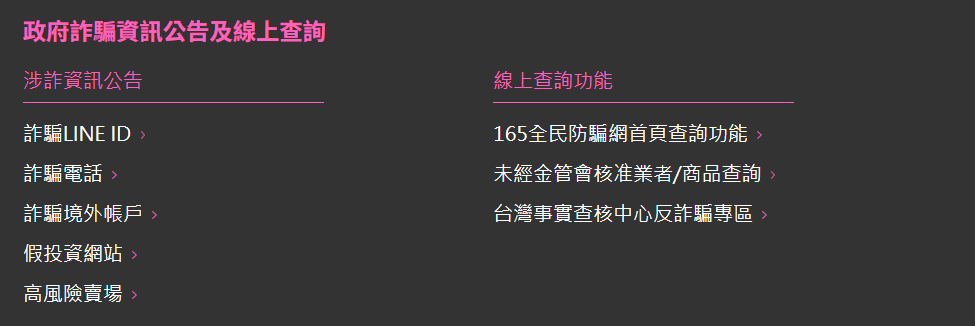 政府詐騙資訊公告及線上查詢
涉詐資訊公告
詐騙LINE ID ›
詐騙電話 ›
詐騙境外帳戶 ›
假投資網站 ›
高風險賣場 ›
線上查詢功能
165全民防騙網首頁查詢功能 ›
未經金管會核准業者/商品查詢 ›
台灣事實查核中心反詐騙專區 ›